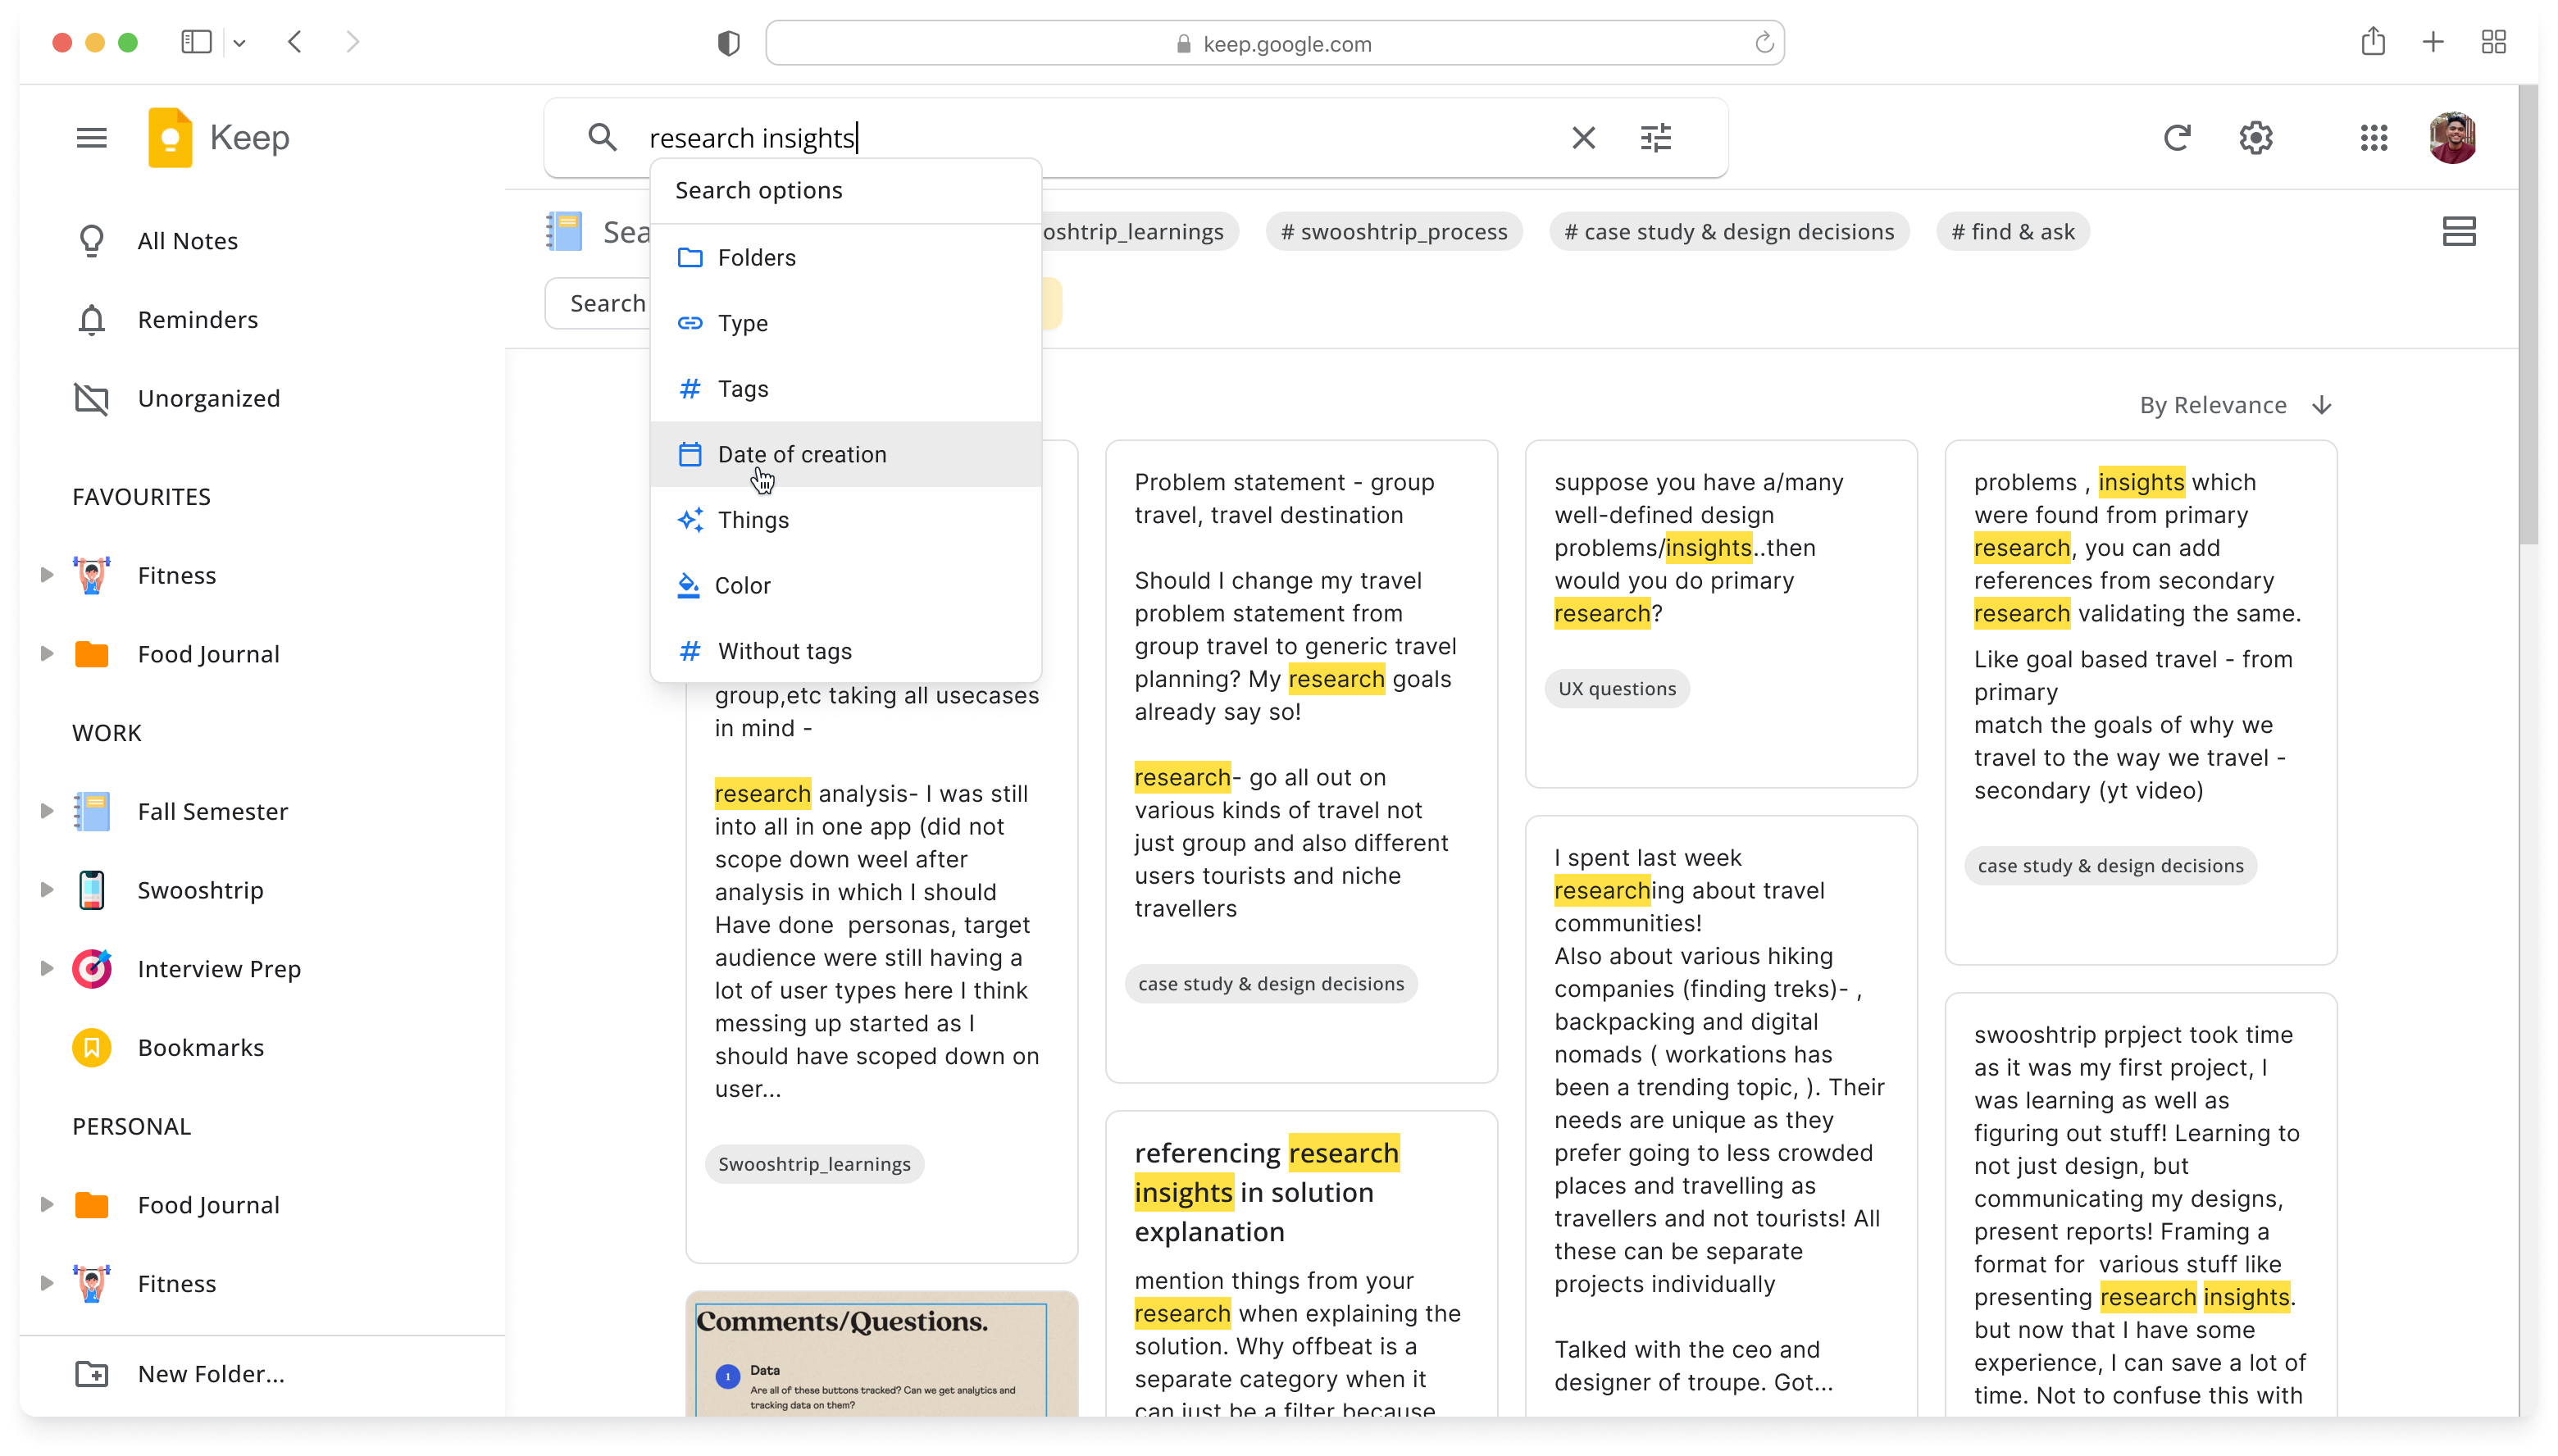 keep.google.com
Keep
research insights
Search options
Folders
Type
Tags
Date of creation
Things
Color
Without tags
All Notes
Reminders
Unorganized
FAVOURITES
Fitness
Food Journal
WORK
Fall Semester
Swooshtrip
Interview Prep
Bookmarks
PERSONAL
Food Journal
Fitness
New Folder...
Sea
oshtrip_learnings
# swooshtrip_process
# case study & design decisions
# find & ask
Search
By Relevance
group,etc taking all usecases
in mind -
research analysis- I was still
into all in one app (did not
scope down weel after
analysis in which I should
Have done  personas, target
audience were still having a
lot of user types here I think
messing up started as I
should have scoped down on
user...
Swooshtrip_learnings
Comments/Questions.
1
Data
Are all of these buttons tracked? Can we get analytics and
tracking data on them?
Problem statement - group
travel, travel destination
Should I change my travel
problem statement from
group travel to generic travel
planning? My research goals
already say so!
research- go all out on
various kinds of travel not
just group and also different
users tourists and niche
travellers
case study & design decisions
referencing research
insights in solution
explanation
mention things from your
research when explaining the
solution. Why offbeat is a
separate category when it
can just be a filter because
suppose you have a/many
well-defined design
problems/insights..then
would you do primary
research?
UX questions
I spent last week
researching about travel
communities!
Also about various hiking
companies (finding treks)- ,
backpacking and digital
nomads ( workations has
been a trending topic, ). Their
needs are unique as they
prefer going to less crowded
places and travelling as
travellers and not tourists! All
these can be separate
projects individually
Talked with the ceo and
designer of troupe. Got...
problems , insights which
were found from primary
research, you can add
references from secondary
research validating the same.
Like goal based travel - from
primary
match the goals of why we
travel to the way we travel -
secondary (yt video)
case study & design decisions
swooshtrip prpject took time
as it was my first project, I
was learning as well as
figuring out stuff! Learning to
not just design, but
communicating my designs,
present reports! Framing a
format for  various stuff like
presenting research insights.
but now that I have some
experience, I can save a lot of
time. Not to confuse this with